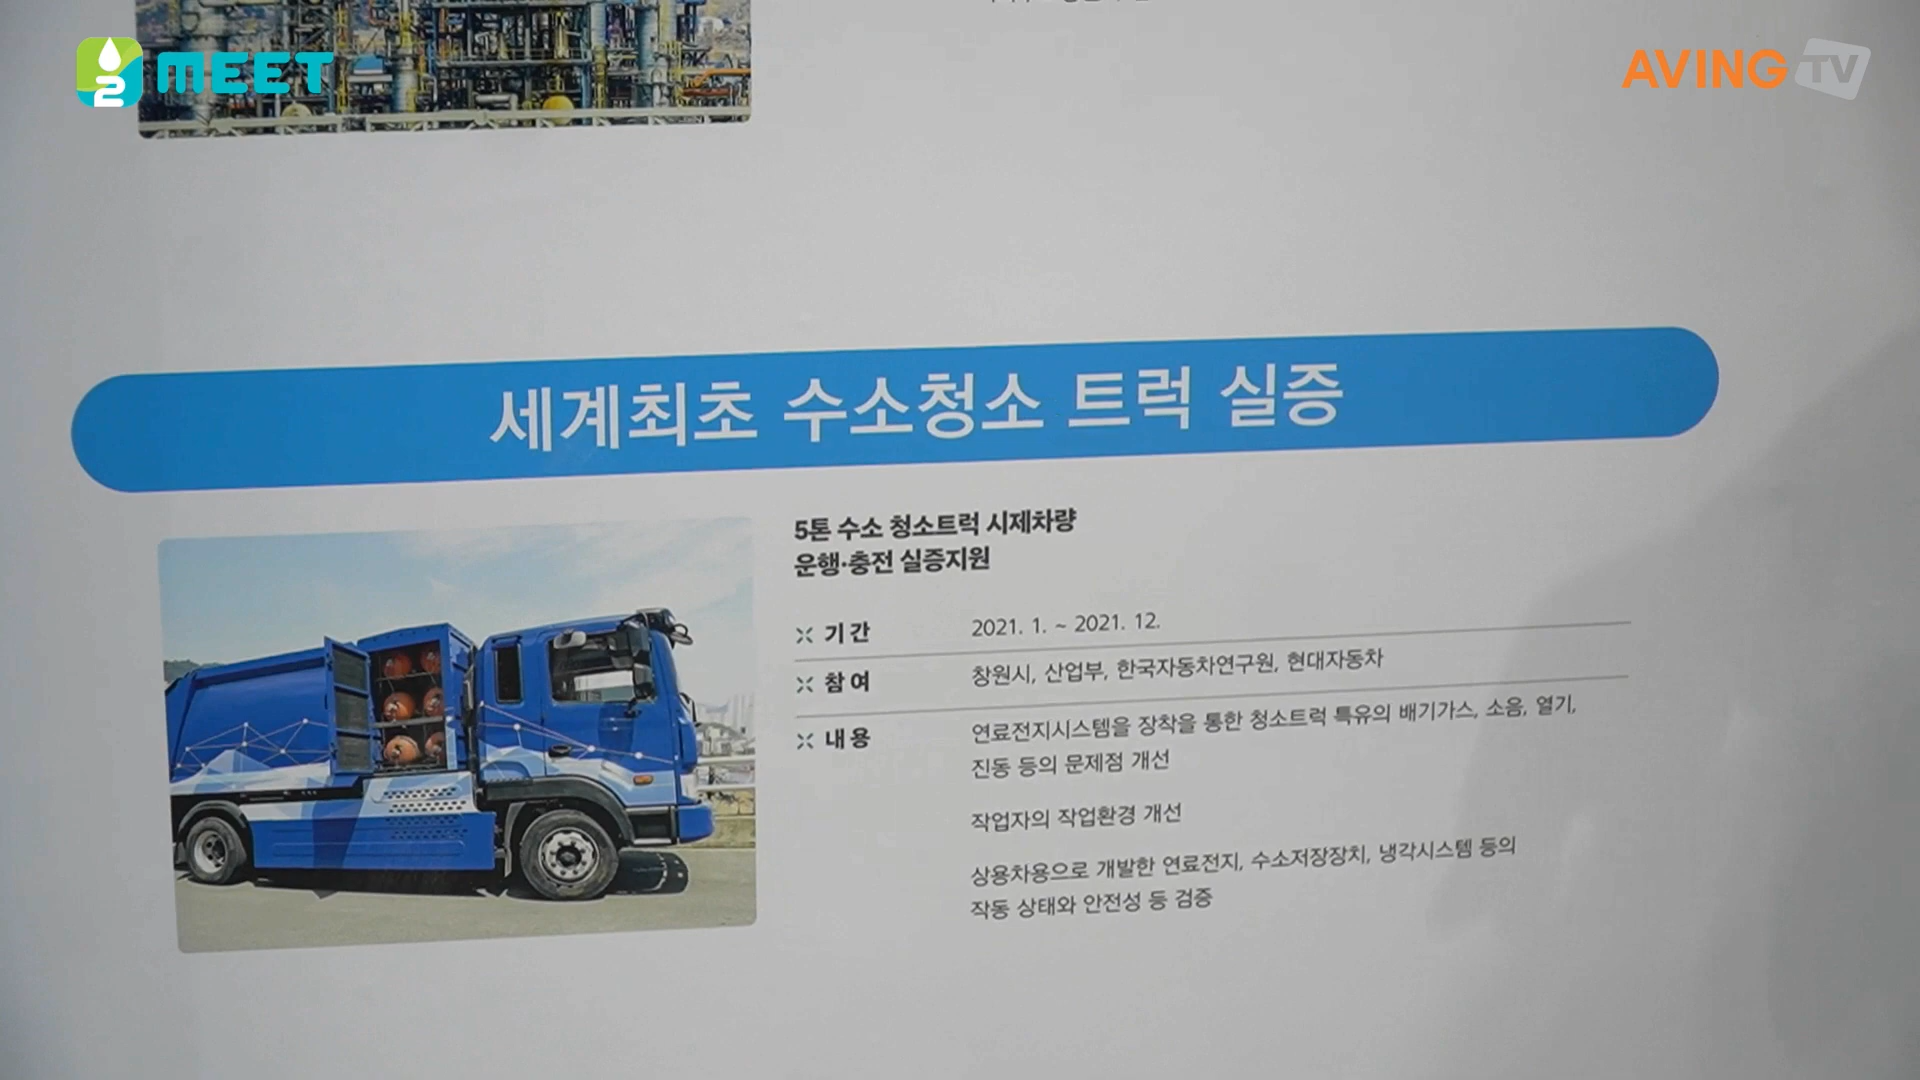 H2 MEET
AVING TV
세계최초 수소청소 트럭 실증
5톤 수소 청소트럭 시제차량
운행·충전 실증지원
기간 2021. 1. ~ 2021. 12.
참여 창원시, 산업부, 한국자동차연구원, 현대자동차
내용 연료전지시스템을 장착을 통한 청소트럭 특유의 배기가스, 소음, 열기,
진동 등의 문제점 개선
작업자의 작업환경 개선
상용차용으로 개발한 연료전지, 수소저장장치, 냉각시스템 등의
작동 상태와 안전성 등 검증